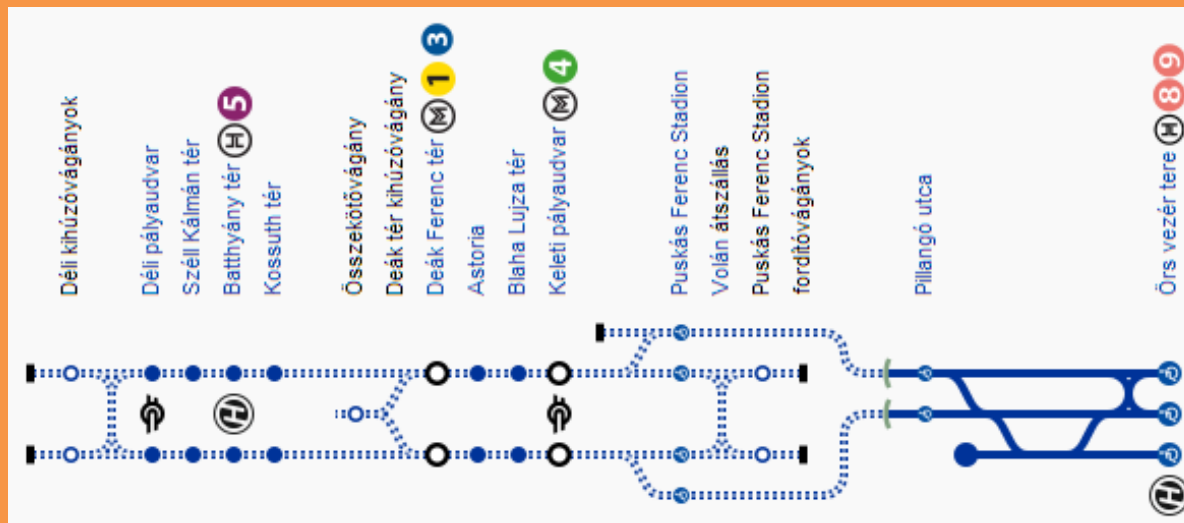 Déli kihúzóvágányok
Déli pályaudvar
Széll Kálmán tér
Batthyány tér H 5
Kossuth tér
Összekötővágány
Deák tér kihúzóvágány
Deák Ferenc tér M 1 3
Astoria
Blaha Lujza tér
Keleti pályaudvar M 4
Puskás Ferenc Stadion
Volán átszállás
Puskás Ferenc Stadion
fordítóvágányok
Pillangó utca
Örs vezér tere H 8 9
H
H